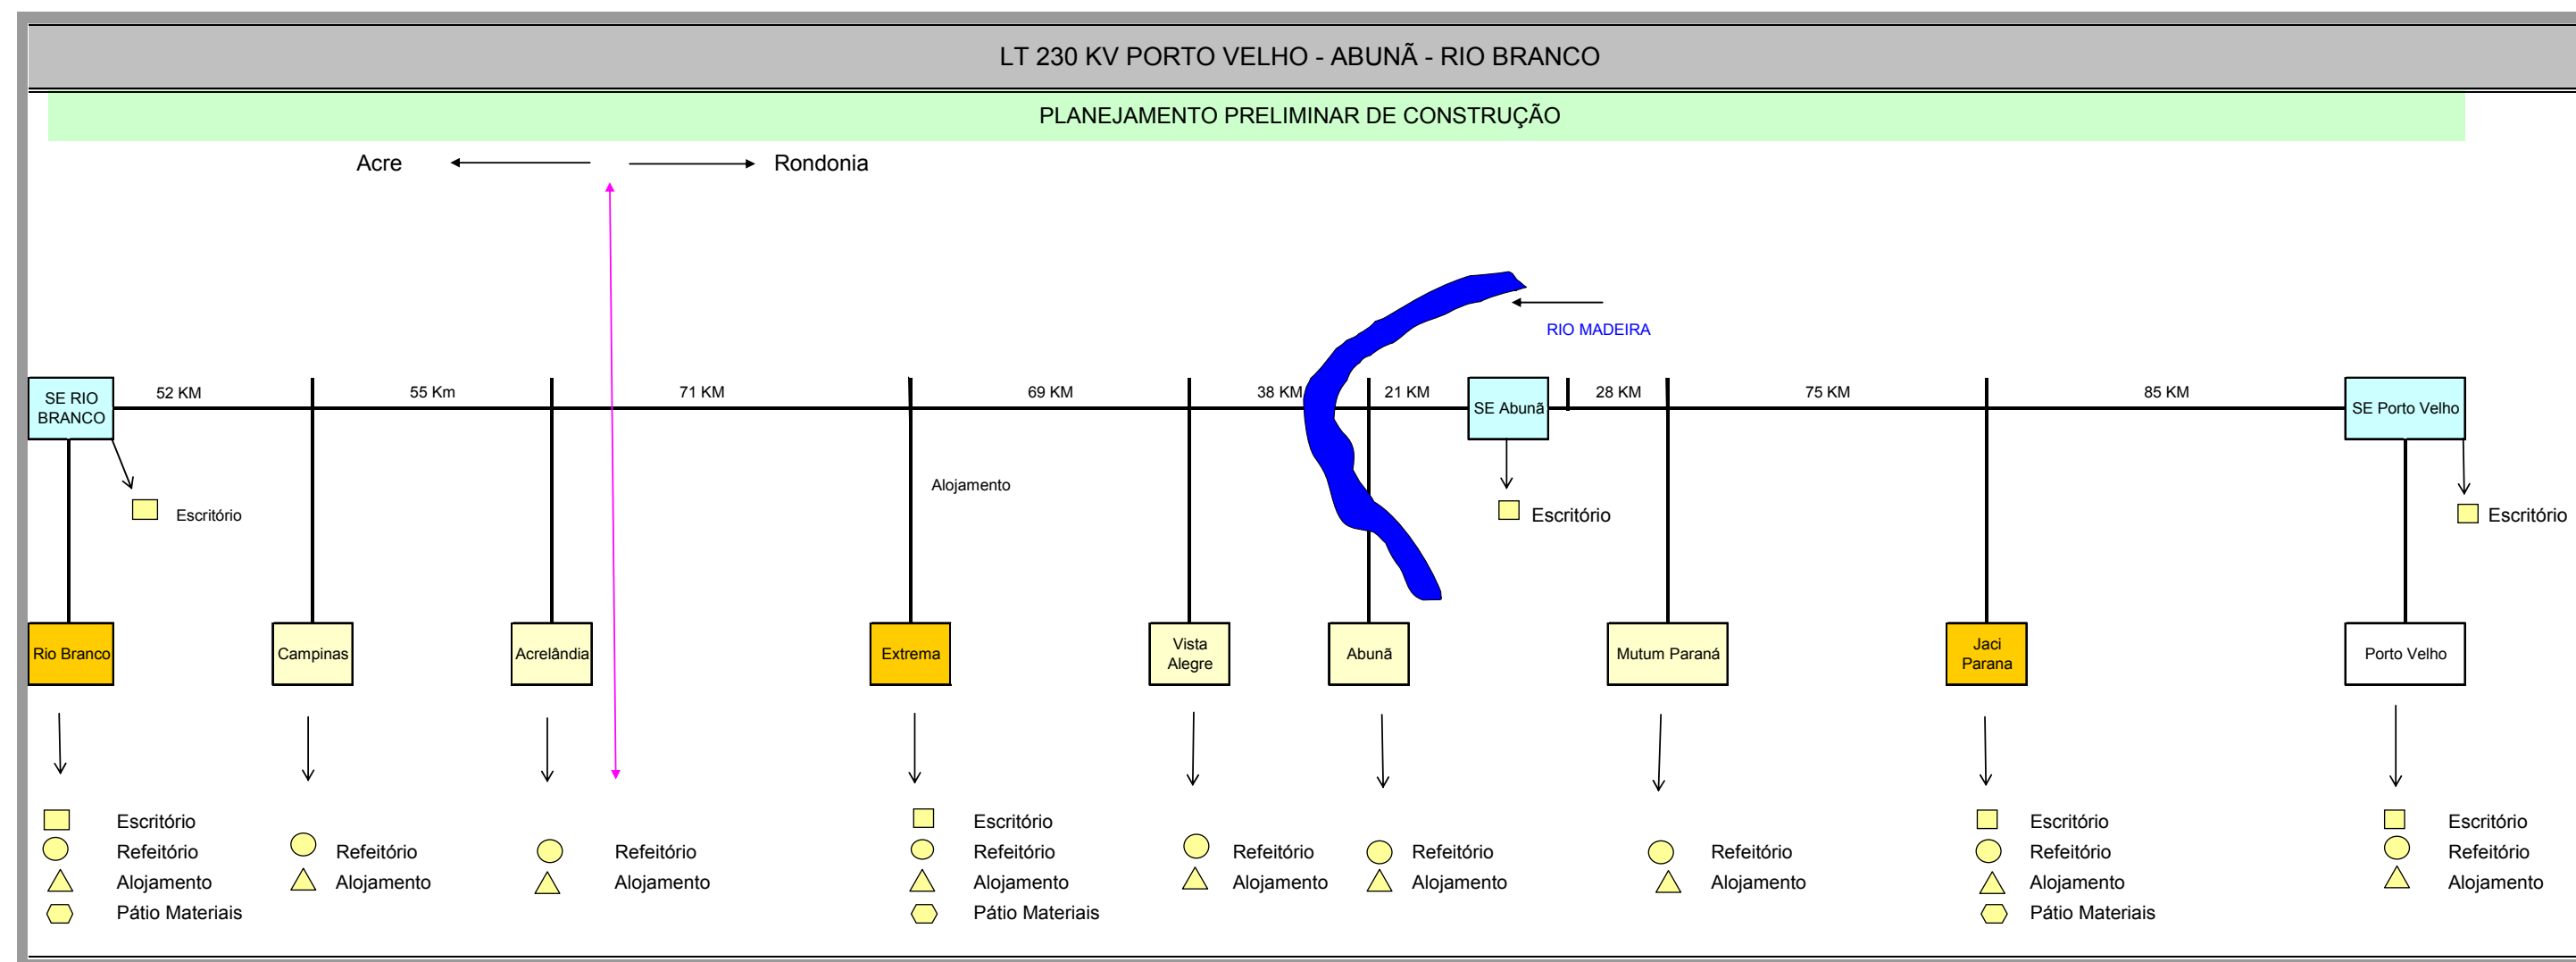 LT 230 KV PORTO VELHO - ABUNÃ - RIO BRANCO
PLANEJAMENTO PRELIMINAR DE CONSTRUÇÃO
Acre
Rondonia
RIO MADEIRA
SE RIO
BRANCO
52 KM
55 Km
71 KM
69 KM
38 KM
21 KM
SE Abunã
28 KM
75 KM
85 KM
SE Porto Velho
Alojamento
Escritório
Escritório
Escritório
Rio Branco
Campinas
Acrelândia
Extrema
Vista
Alegre
Abunã
Mutum Paraná
Jaci
Parana
Porto Velho
Escritório
Refeitório
Alojamento
Pátio Materiais
Refeitório
Alojamento
Refeitório
Alojamento
Escritório
Refeitório
Alojamento
Pátio Materiais
Refeitório
Alojamento
Refeitório
Alojamento
Refeitório
Alojamento
Escritório
Refeitório
Alojamento
Pátio Materiais
Escritório
Refeitório
Alojamento